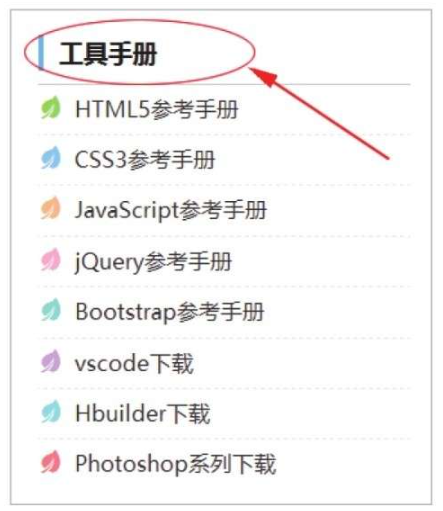 工具手册
HTML5参考手册
CSS3参考手册
JavaScript参考手册
jQuery参考手册
Bootstrap参考手册
vscode下载
Hbuilder下载
Photoshop系列下载